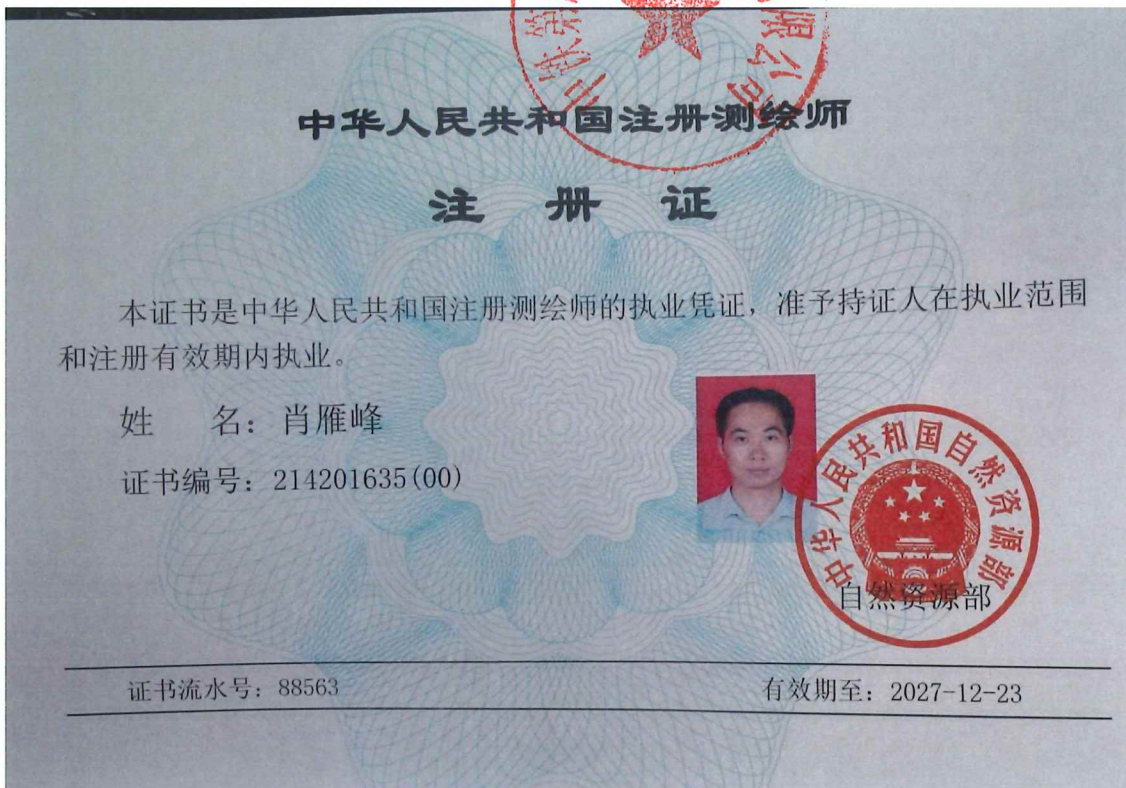 限公司
中华人民共和国注册测绘师
注 册 证
本证书是中华人民共和国注册测绘师的执业凭证，准予持证人在执业范围
和注册有效期内执业。
姓 名：肖雁峰
证书编号：214201635(00)
中华人民共和国自然资源部
自然资源部
证书流水号：88563
有效期至：2027-12-23